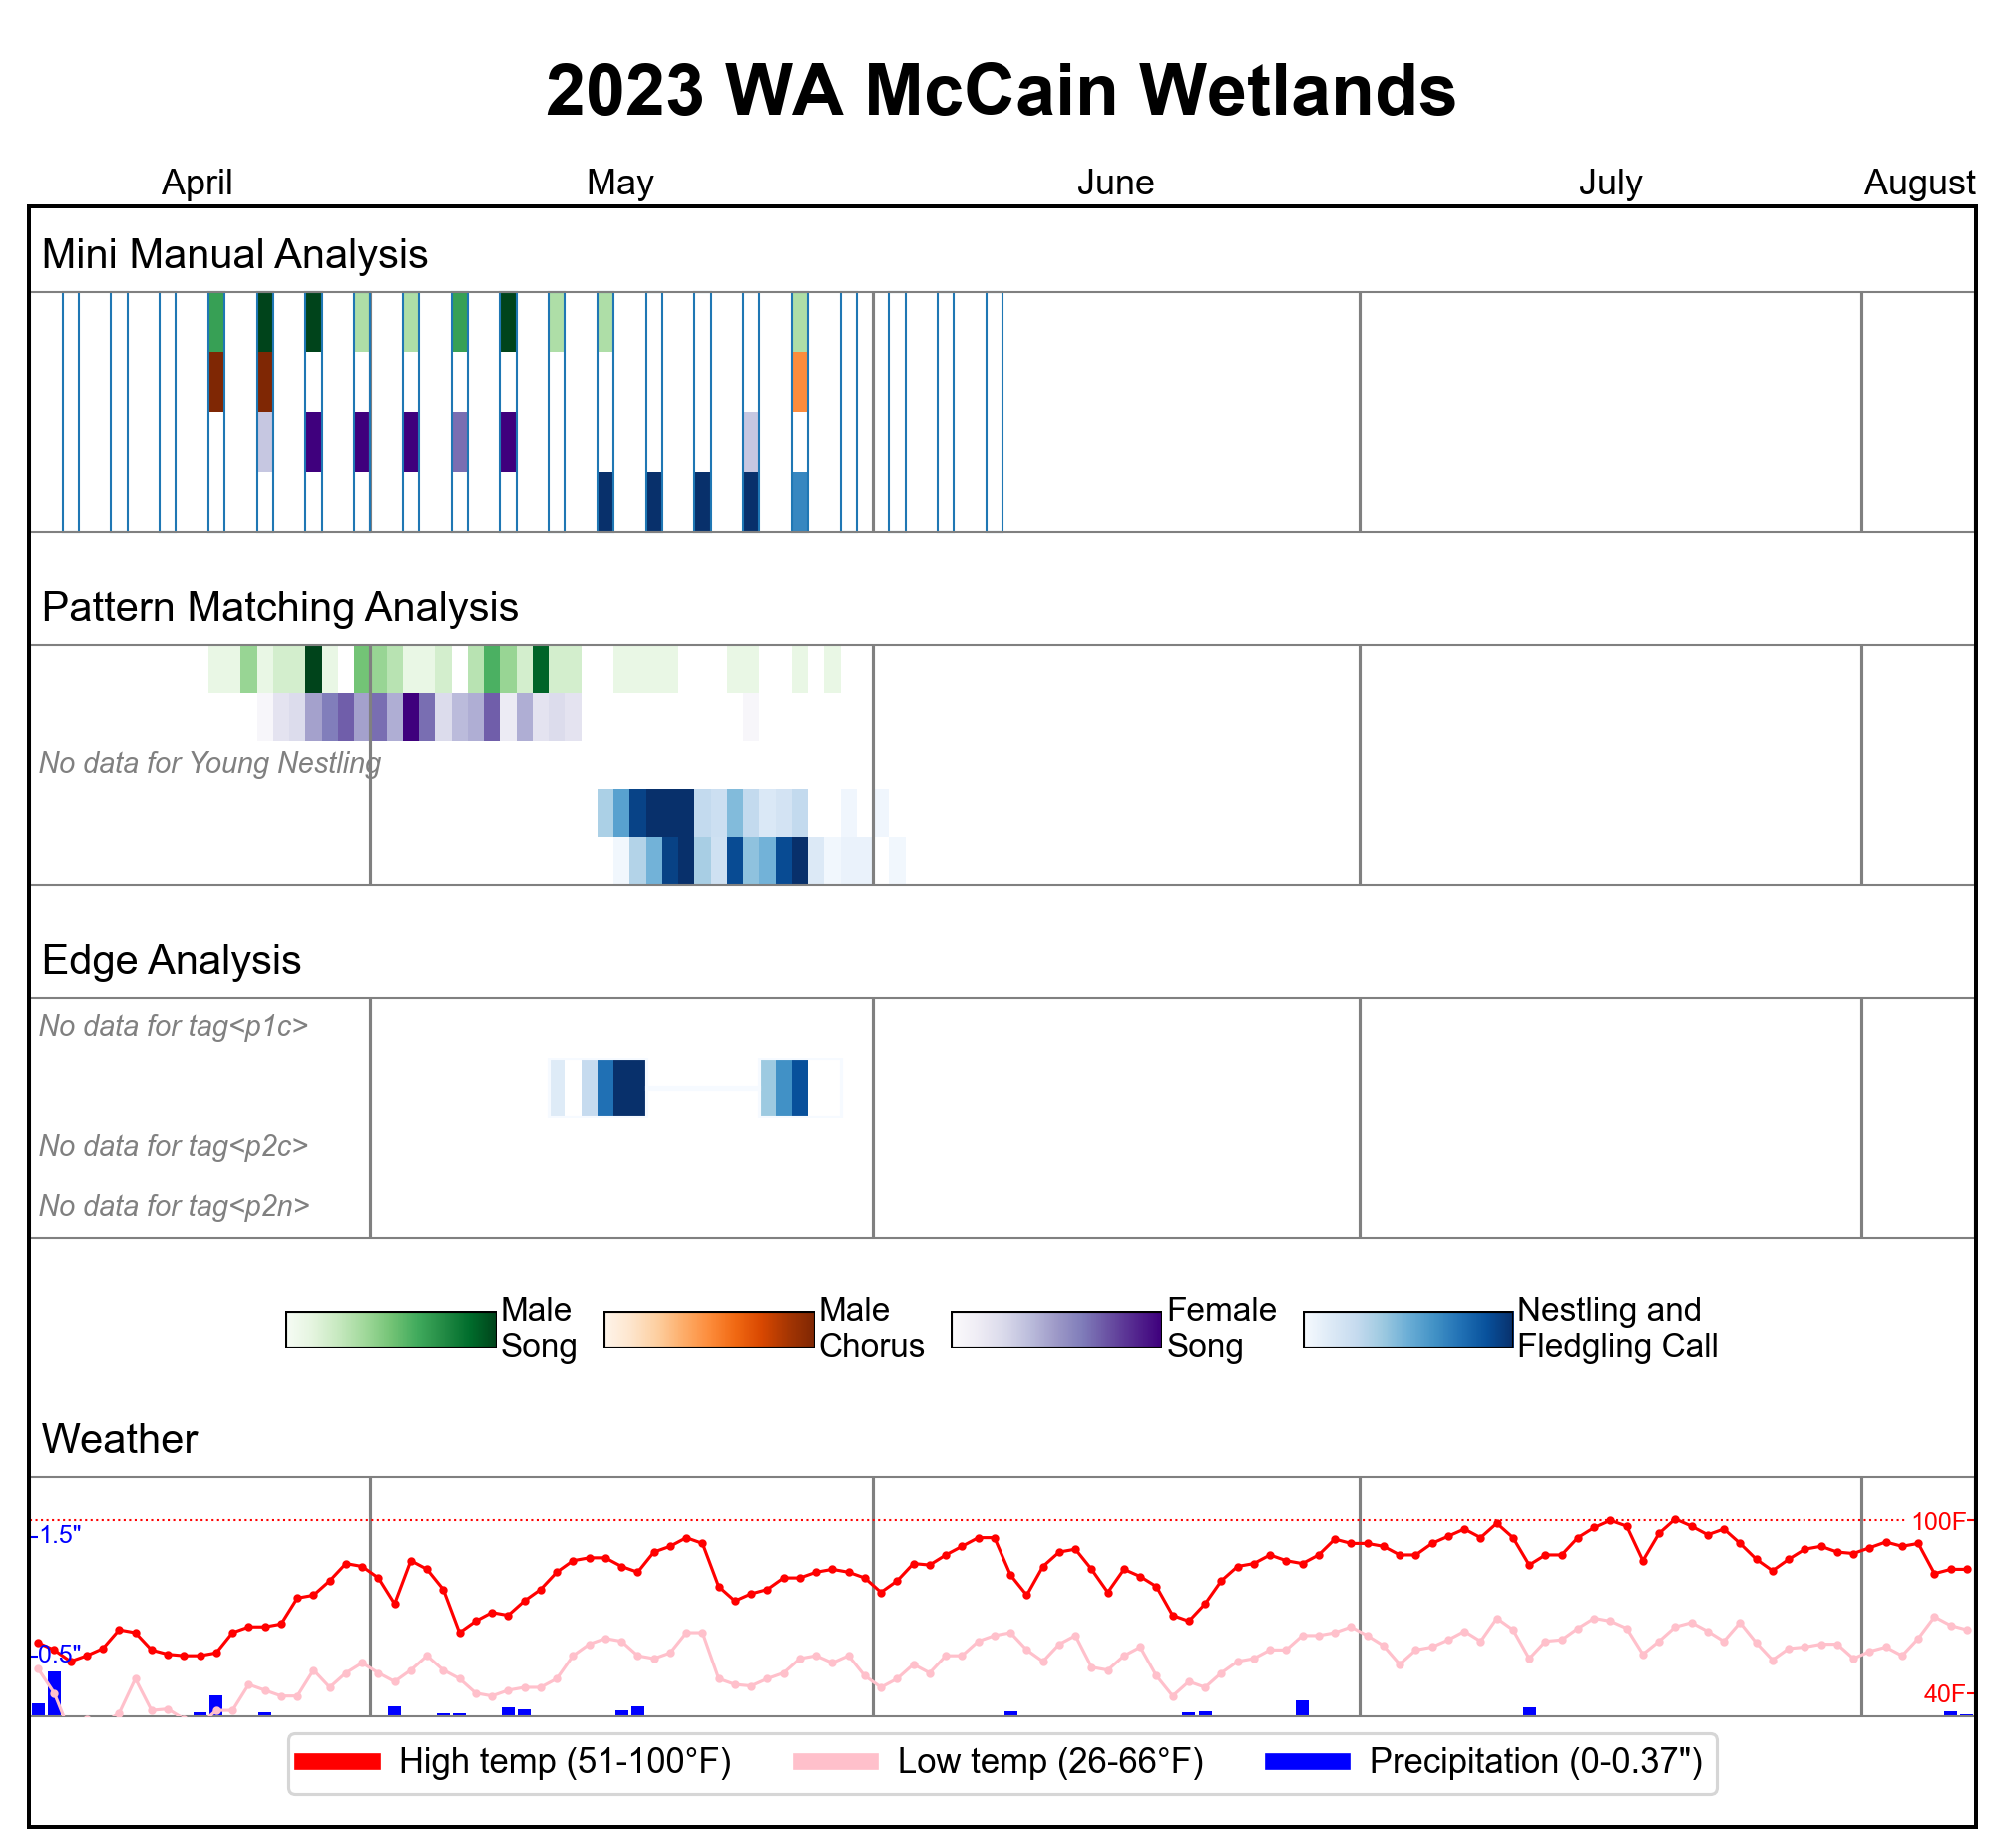 2023 WA McCain Wetlands
April May June July August
Mini Manual Analysis
Pattern Matching Analysis
No data for Young Nestling
Edge Analysis
No data for tag<p1c>
No data for tag<p2c>
No data for tag<p2n>
Male
Song
Male
Chorus
Female
Song
Nestling and
Fledgling Call
Weather
1.5"
100F
0.5"
40F
High temp (51-100°F) Low temp (26-66°F) Precipitation (0-0.37")